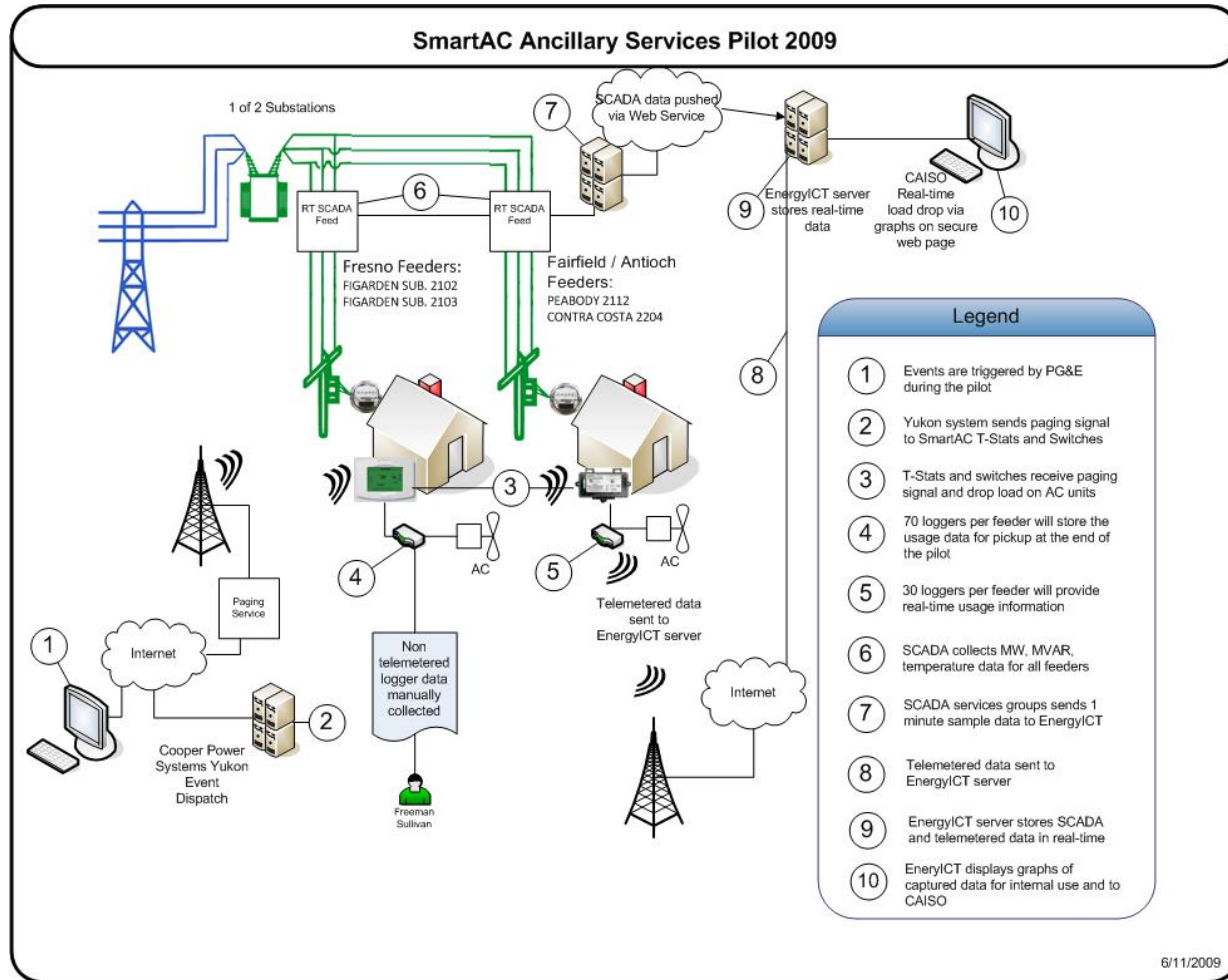 SmartAC Ancillary Services Pilot 2009
1 of 2 Substations
7
SCADA data pushed
via Web Service
6
RT SCADA
Feed
RT SCADA
Feed
9
EnergyICT server
stores real-time
data
CAISO
Real-time
load drop via
graphs on secure
web page
10
Fresno Feeders:
FIGARDEN SUB. 2102
FIGARDEN SUB. 2103
Fairfield / Antioch
Feeders:
PEABODY 2112
CONTRA COSTA 2204
8
3
4
AC
5
AC
Telemetered data
sent to
EnergyICT server
Paging
Service
1
Internet
2
Cooper Power
Systems Yukon
Event
Dispatch
Non
telemetered
logger data
manually
collected
Freeman
Sullivan
Internet
Legend
1
Events are triggered by PG&E
during the pilot
2
Yukon system sends paging signal
to SmartAC T-Stats and Switches
3
T-Stats and switches receive paging
signal and drop load on AC units
4
70 loggers per feeder will store the
usage data for pickup at the end of
the pilot
5
30 loggers per feeder will provide
real-time usage information
6
SCADA collects MW, MVAR,
temperature data for all feeders
7
SCADA services groups sends 1
minute sample data to EnergyICT
8
Telemetered data sent to
EnergyICT server
9
EnergyICT server stores SCADA
and telemetered data in real-time
10
EneryICT displays graphs of
captured data for internal use and to
CAISO
6/11/2009